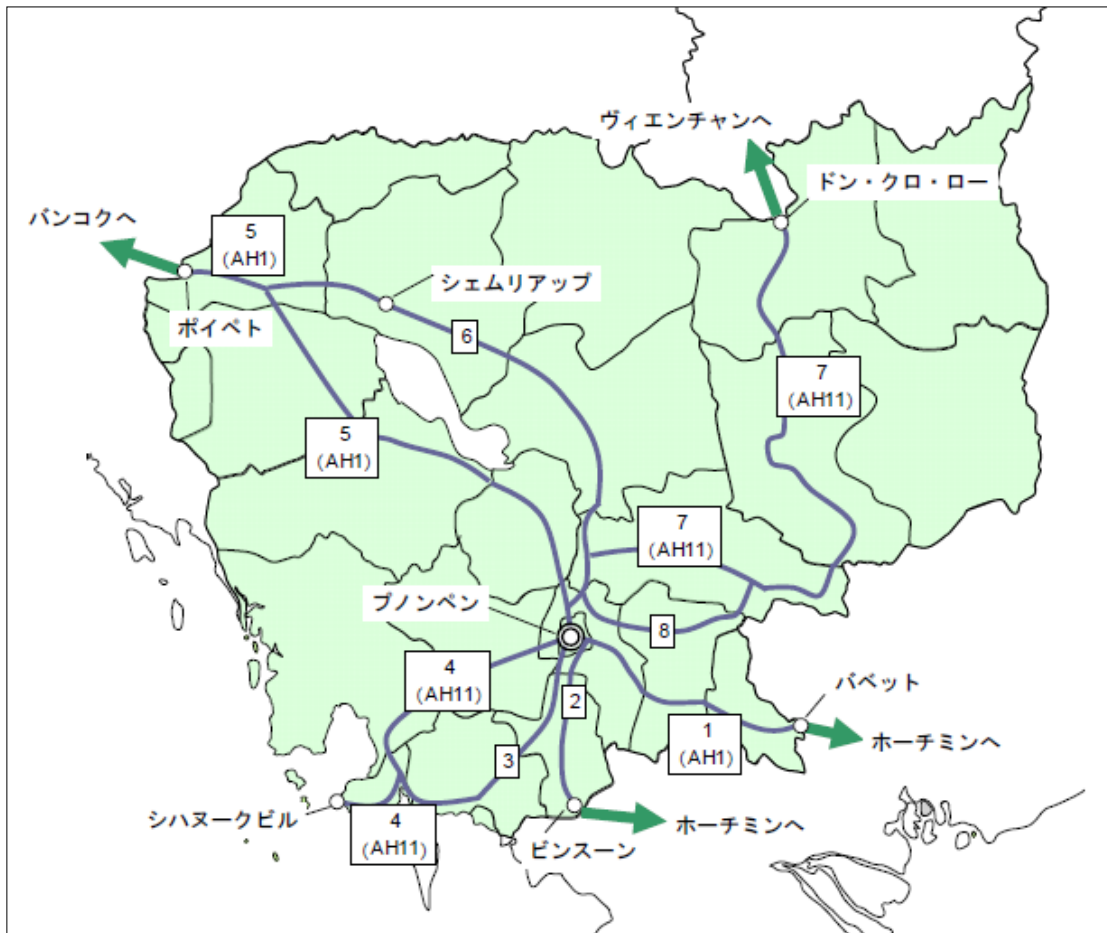 ヴィエンチャンへ
ドン・クロ・ロー
バンコクへ
5
(AH1)
シェムリアップ
ポイペト
6
7
(AH11)
5
(AH1)
7
(AH11)
プノンペン
8
4
(AH11)
2
バベット
1
(AH1)
ホーチミンへ
3
シハヌークビル
4
(AH11)
ビンスーン
ホーチミンへ